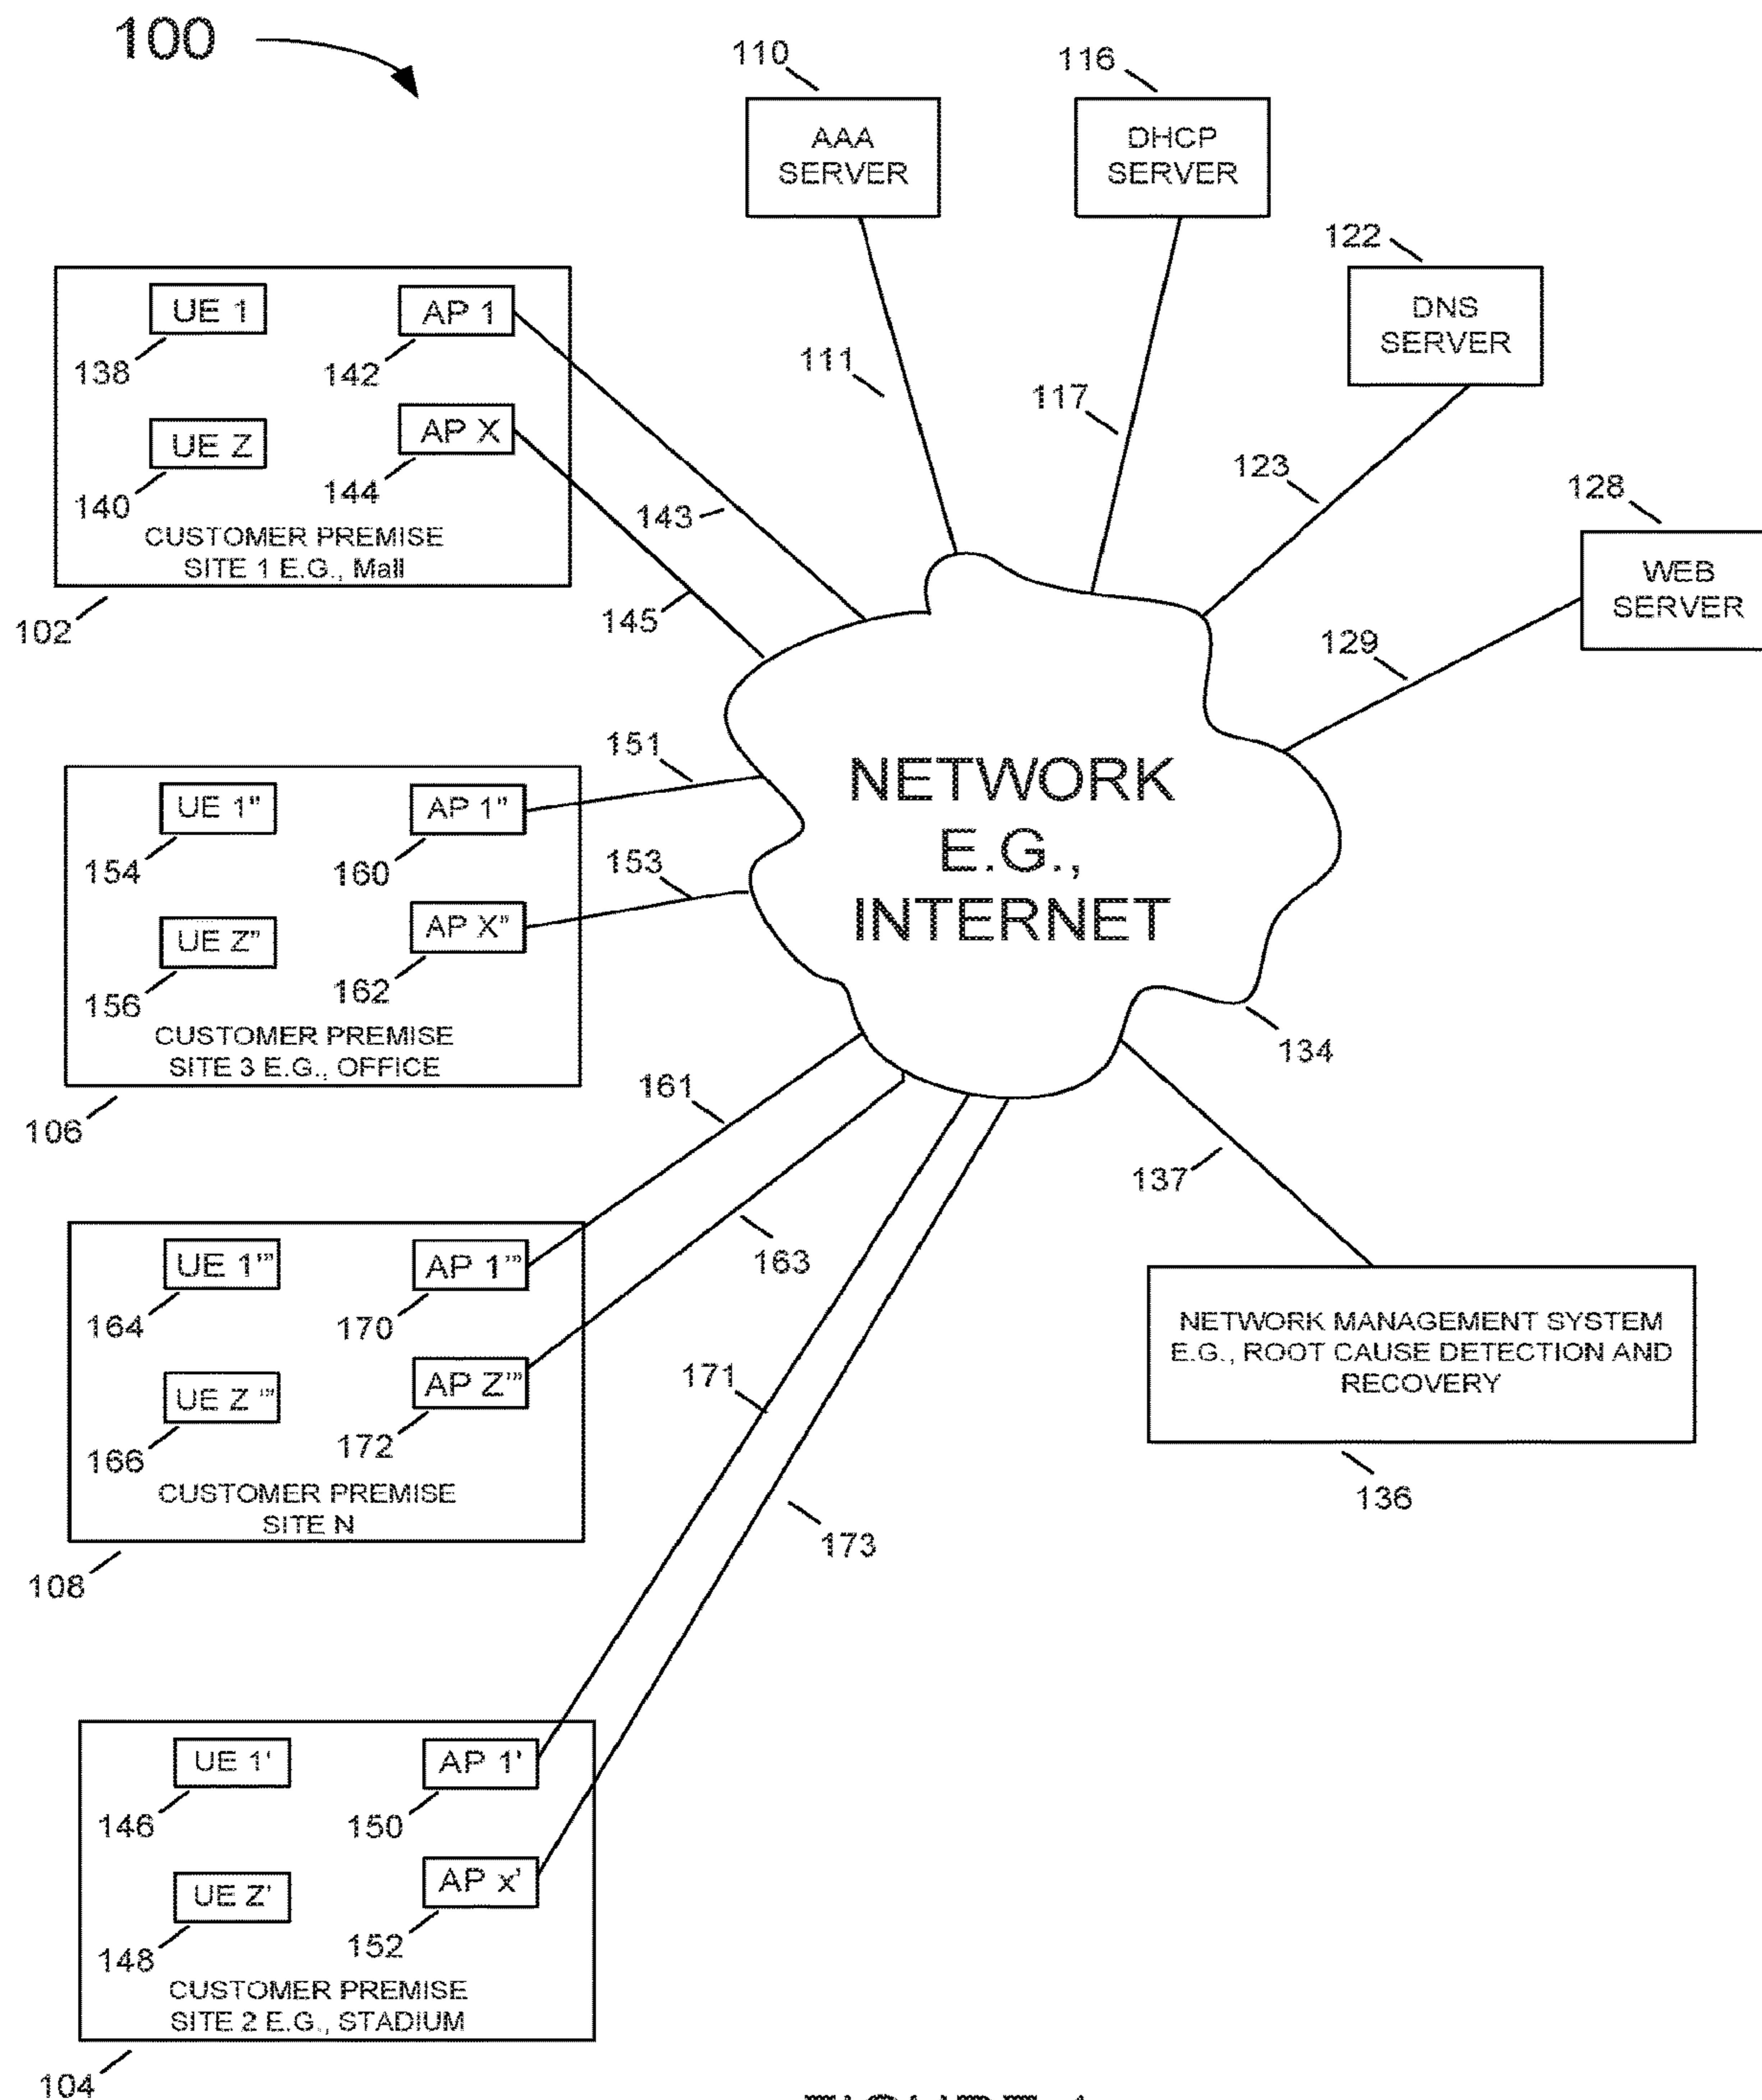 100
110
AAA
SERVER
111
116
DHCP
SERVER
117
122
DNS
SERVER
123
128
WEB
SERVER
129
UE 1
138
AP 1
142
143
UE Z
140
AP X
144
145
CUSTOMER PREMISE
SITE 1 E.G., Mall
102
NETWORK
E.G.,
INTERNET
134
UE 1"
154
AP 1"
160
151
UE Z"
156
AP X"
162
153
CUSTOMER PREMISE
SITE 3 E.G., OFFICE
106
UE 1'"
164
AP 1'"
170
161
UE Z '"
166
AP Z'"
172
163
CUSTOMER PREMISE
SITE N
108
137
NETWORK MANAGEMENT SYSTEM
E.G., ROOT CAUSE DETECTION AND
RECOVERY
136
171
173
UE 1'
146
AP 1'
150
UE Z'
148
AP x'
152
CUSTOMER PREMISE
SITE 2 E.G., STADIUM
104